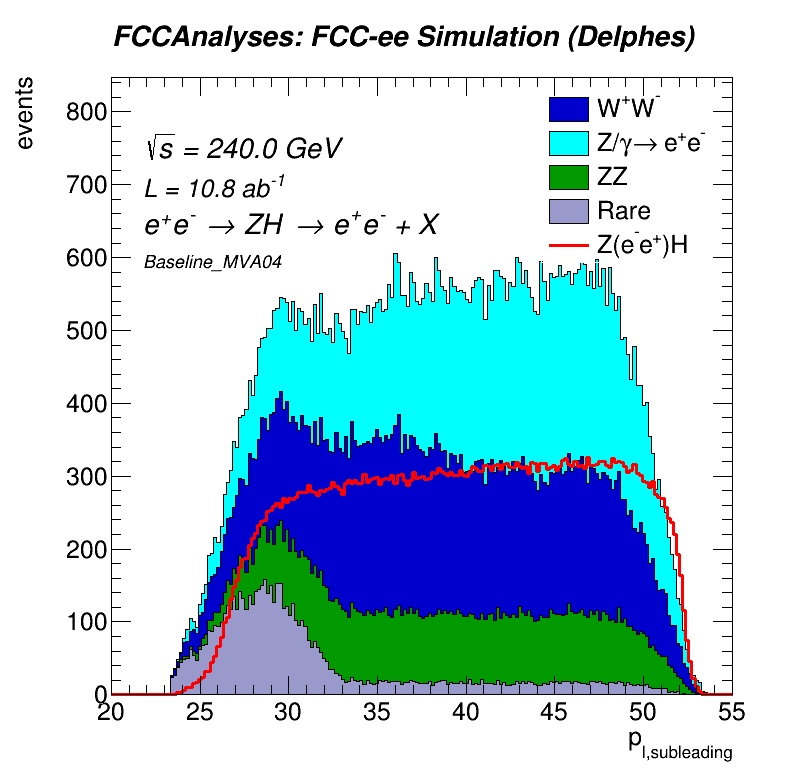 FCCAnalyses: FCC-ee Simulation (Delphes)
events
800
700
600
500
400
300
200
100
0
√s = 240.0 GeV
L = 10.8 ab⁻¹
e⁺e⁻ → ZH → e⁺e⁻ + X
Baseline_MVA04
W⁺W⁻
Z/γ→ e⁺e⁻
ZZ
Rare
Z(e⁻e⁺)H
20 25 30 35 40 45 50 55
p_l,subleading